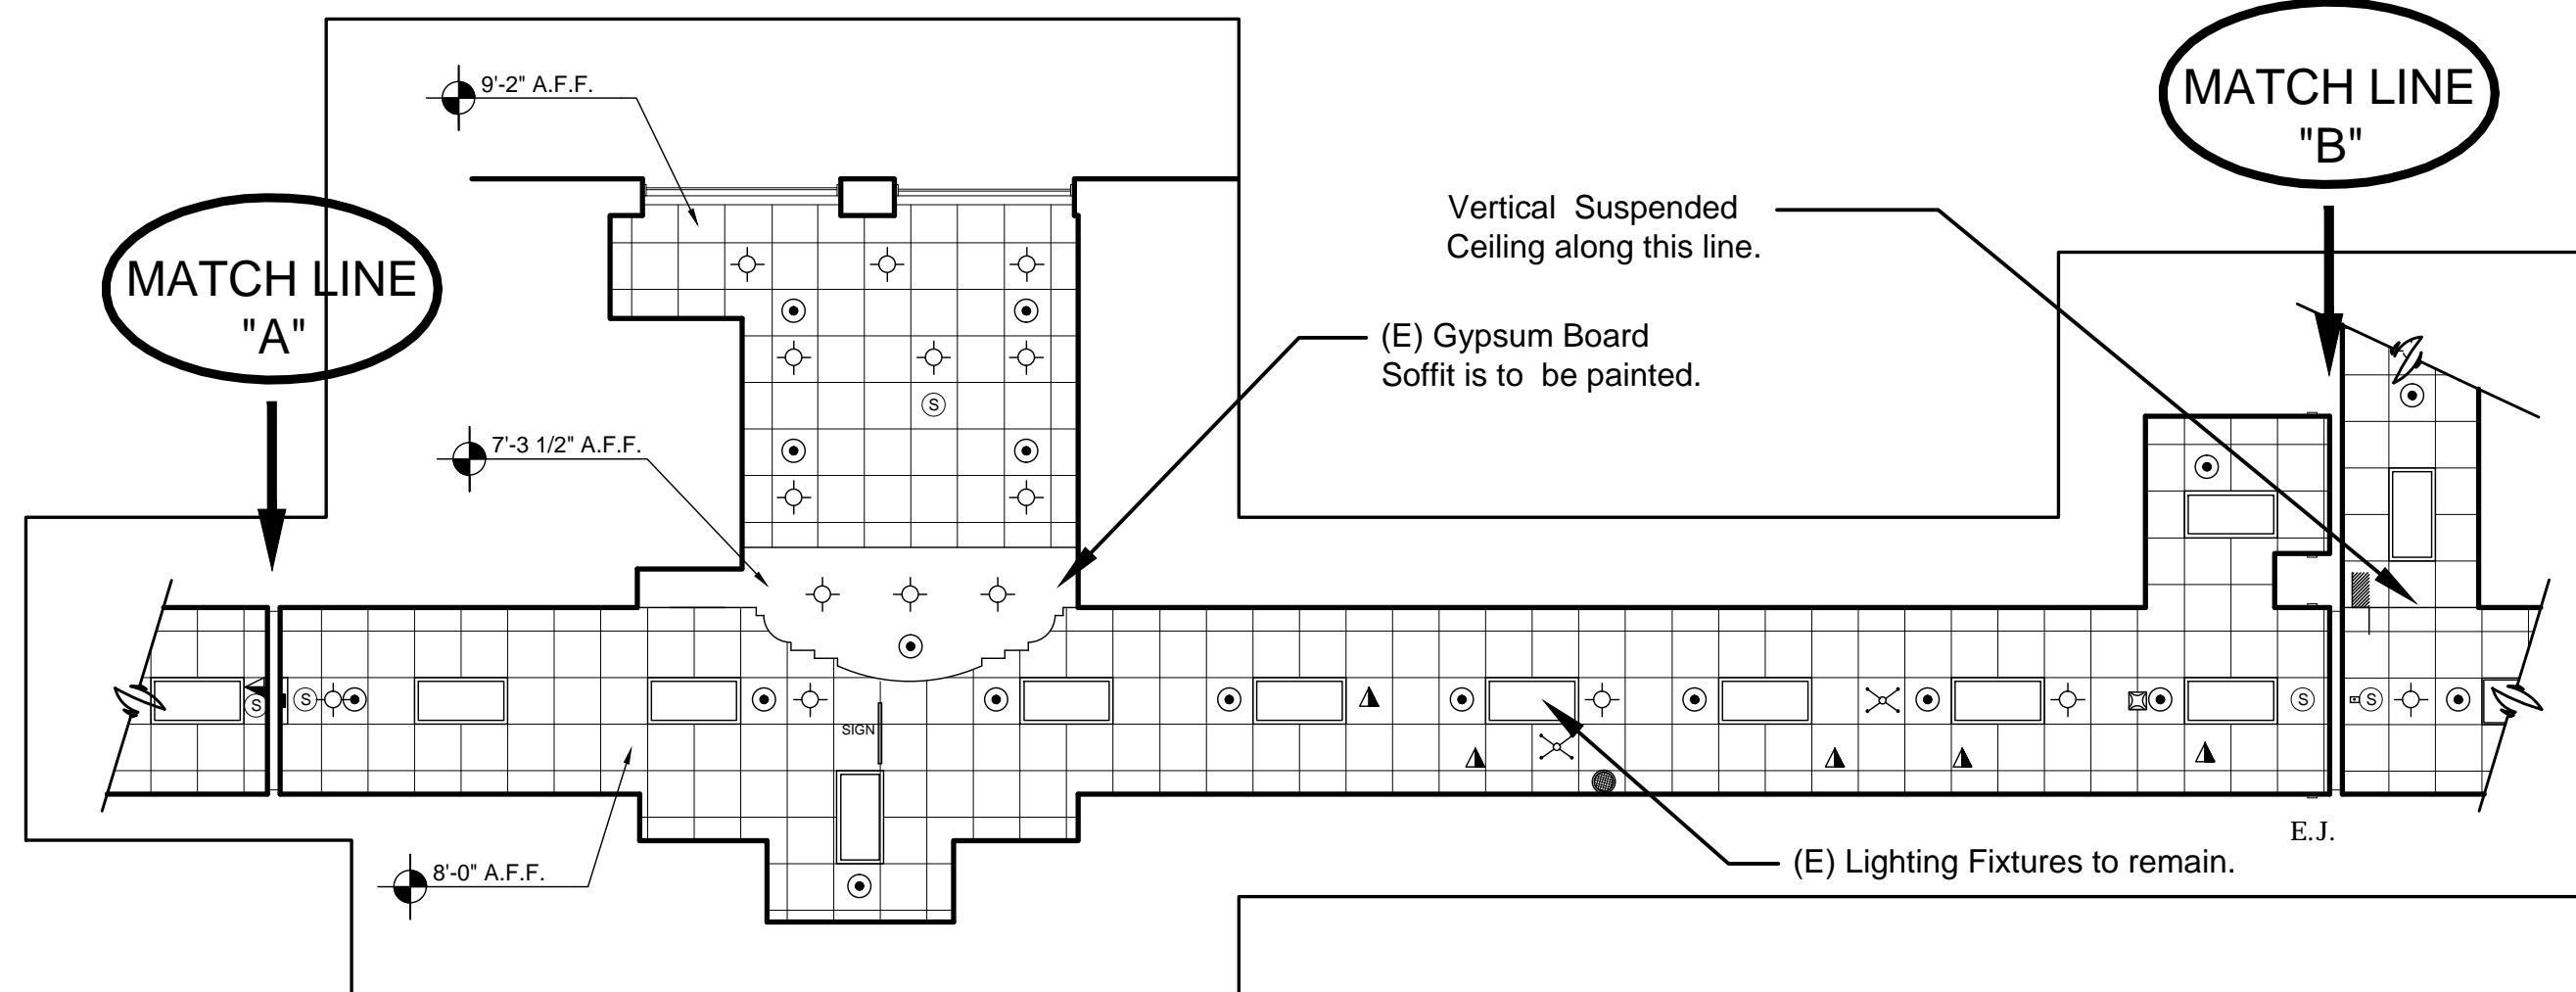 9'-2" A.F.F.
MATCH LINE
"B"
Vertical Suspended
Ceiling along this line.
MATCH LINE
"A"
(E) Gypsum Board
Soffit is to be painted.
S
7'-3 1/2" A.F.F.
S
S
S
S
SIGN
E.J.
(E) Lighting Fixtures to remain.
8'-0" A.F.F.